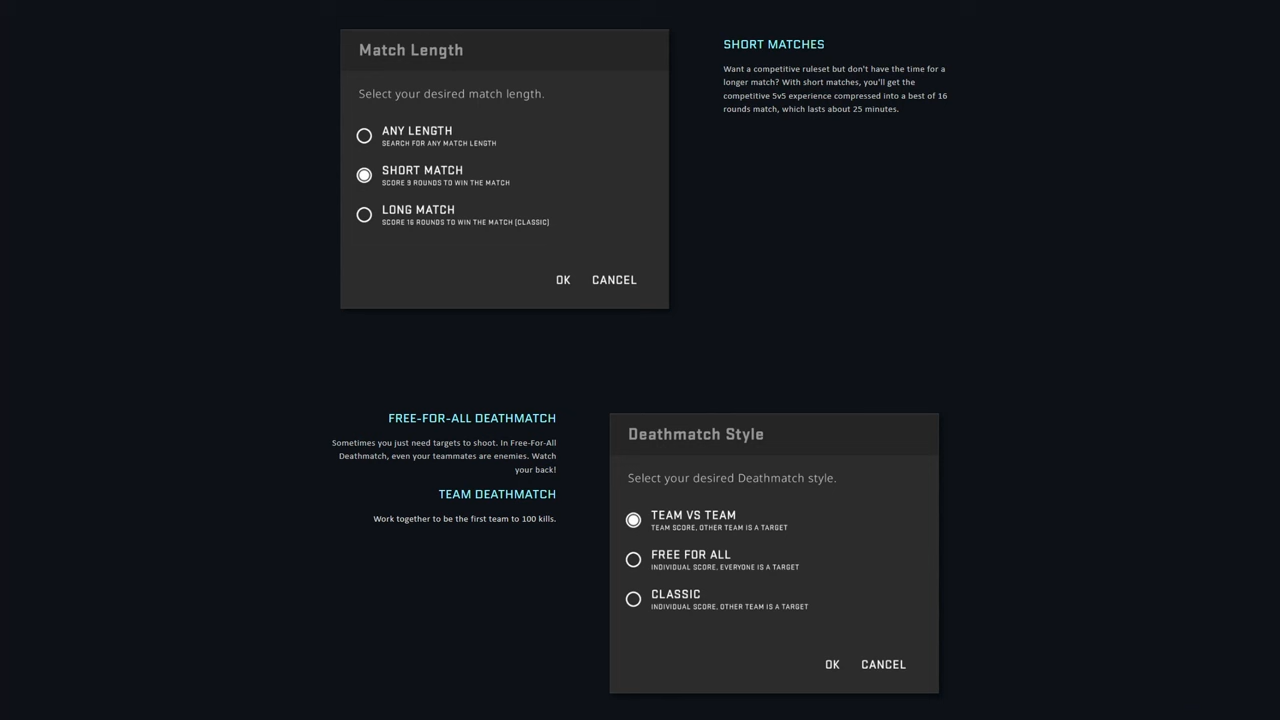 Match Length
Select your desired match length.
ANY LENGTH
SEARCH FOR ANY MATCH LENGTH
SHORT MATCH
SCORE 9 ROUNDS TO WIN THE MATCH
LONG MATCH
SCORE 16 ROUNDS TO WIN THE MATCH [CLASSIC]
OK CANCEL
SHORT MATCHES
Want a competitive ruleset but don't have the time for a
longer match? With short matches, you'll get the
competitive 5v5 experience compressed into a best of 16
rounds match, which lasts about 25 minutes.
FREE-FOR-ALL DEATHMATCH
Sometimes you just need targets to shoot. In Free-For-All
Deathmatch, even your teammates are enemies. Watch
your back!
TEAM DEATHMATCH
Work together to be the first team to 100 kills.
Deathmatch Style
Select your desired Deathmatch style.
TEAM VS TEAM
TEAM SCORE, OTHER TEAM IS A TARGET
FREE FOR ALL
INDIVIDUAL SCORE, EVERYONE IS A TARGET
CLASSIC
INDIVIDUAL SCORE, OTHER TEAM IS A TARGET
OK CANCEL